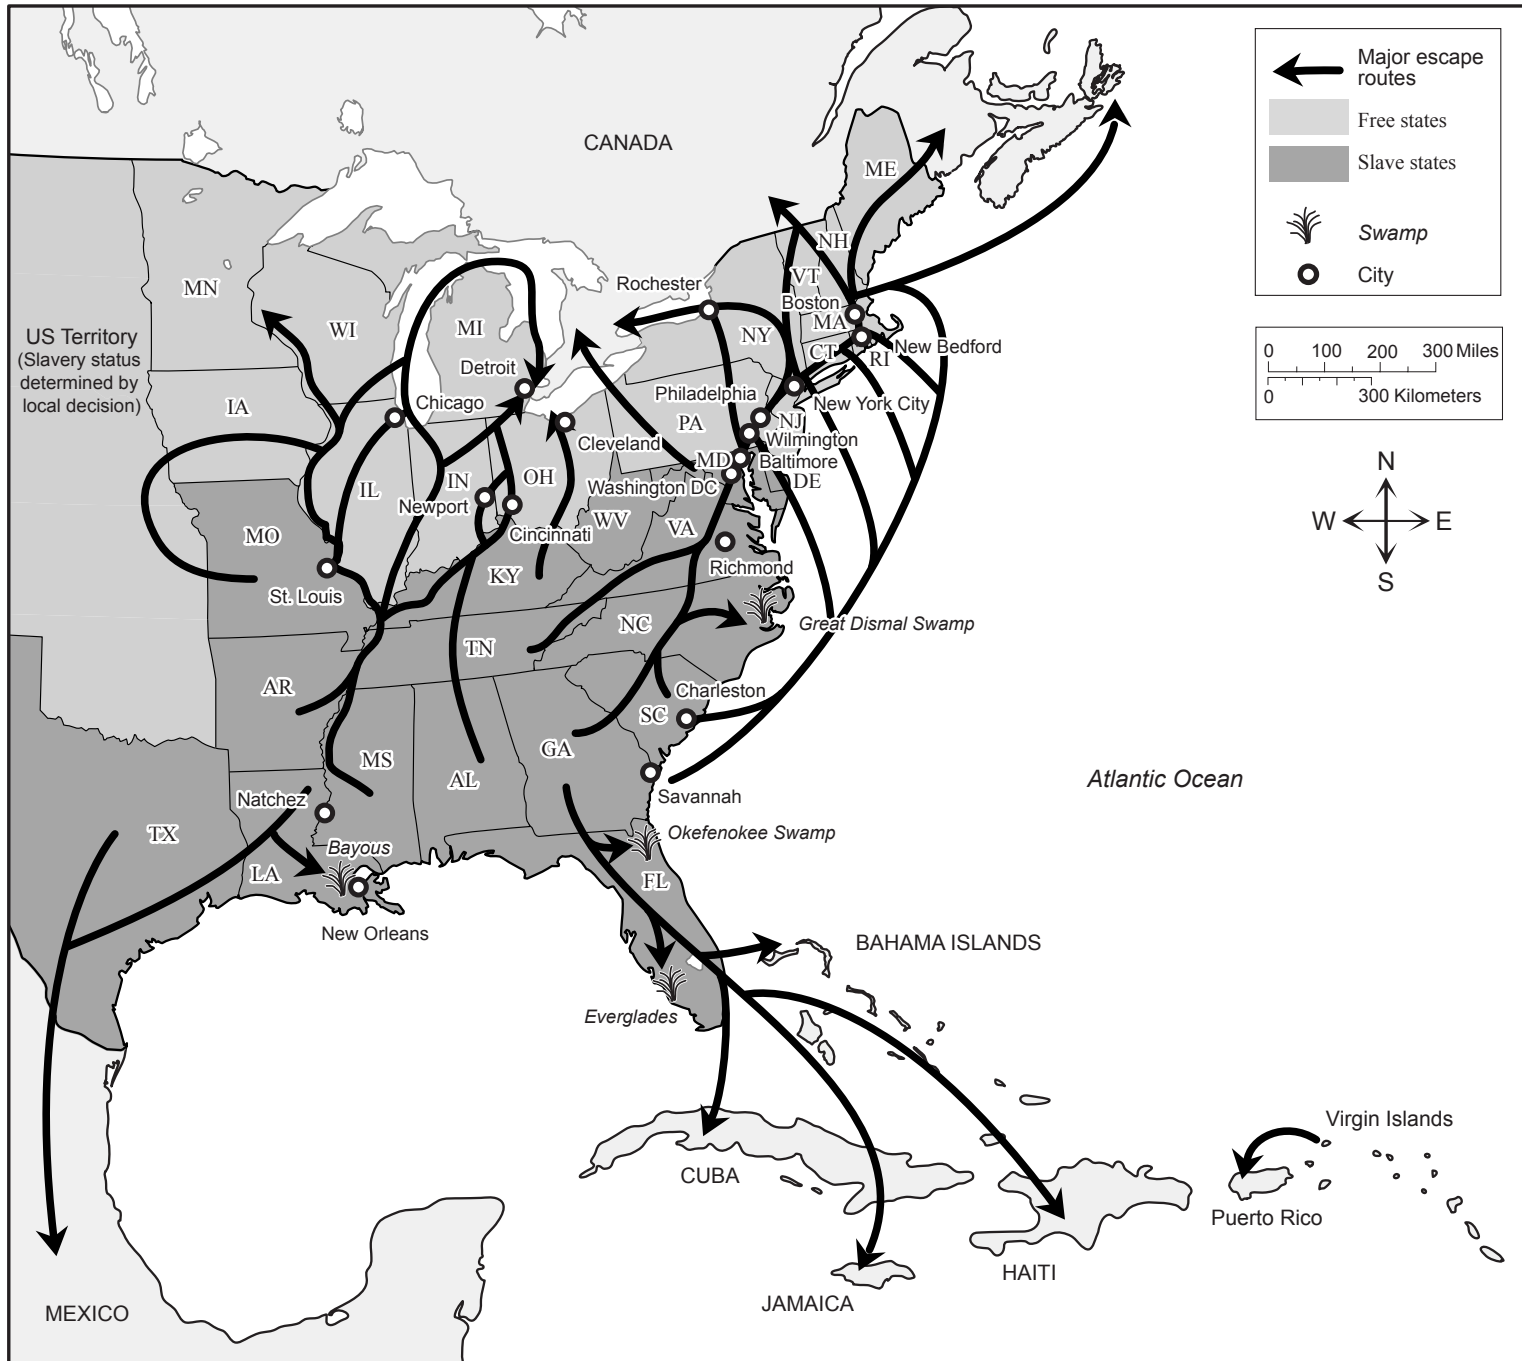 Major escape
routes
Free states
Slave states
Swamp
City
0 100 200 300 Miles
0 300 Kilometers
N
W E
S
CANADA
ME
NH
VT
Rochester
Boston
MA
MN
WI
MI
NY
New Bedford
US Territory
(Slavery status
determined by
local decision)
CT
RI
Detroit
Philadelphia
New York City
IA
Chicago
PA
NJ
Cleveland
Wilmington
MD
Baltimore
OH
IN
IL
Washington DC
DE
Newport
WV
VA
MO
Cincinnati
Richmond
KY
St. Louis
NC
Great Dismal Swamp
TN
AR
Charleston
SC
GA
MS
AL
Atlantic Ocean
Natchez
Savannah
TX
Okefenokee Swamp
Bayous
LA
FL
New Orleans
BAHAMA ISLANDS
Everglades
Virgin Islands
CUBA
Puerto Rico
HAITI
MEXICO
JAMAICA